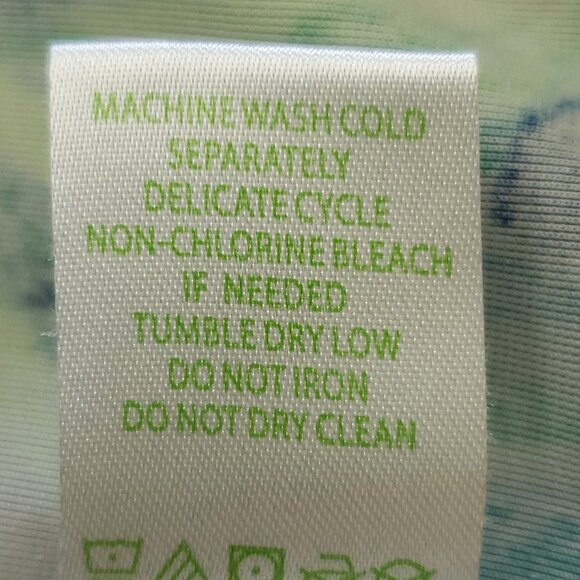 MACHINE WASH COLD
SEPARATELY
DELICATE CYCLE
NON-CHLORINE BLEACH
IF NEEDED
TUMBLE DRY LOW
DO NOT IRON
DO NOT DRY CLEAN